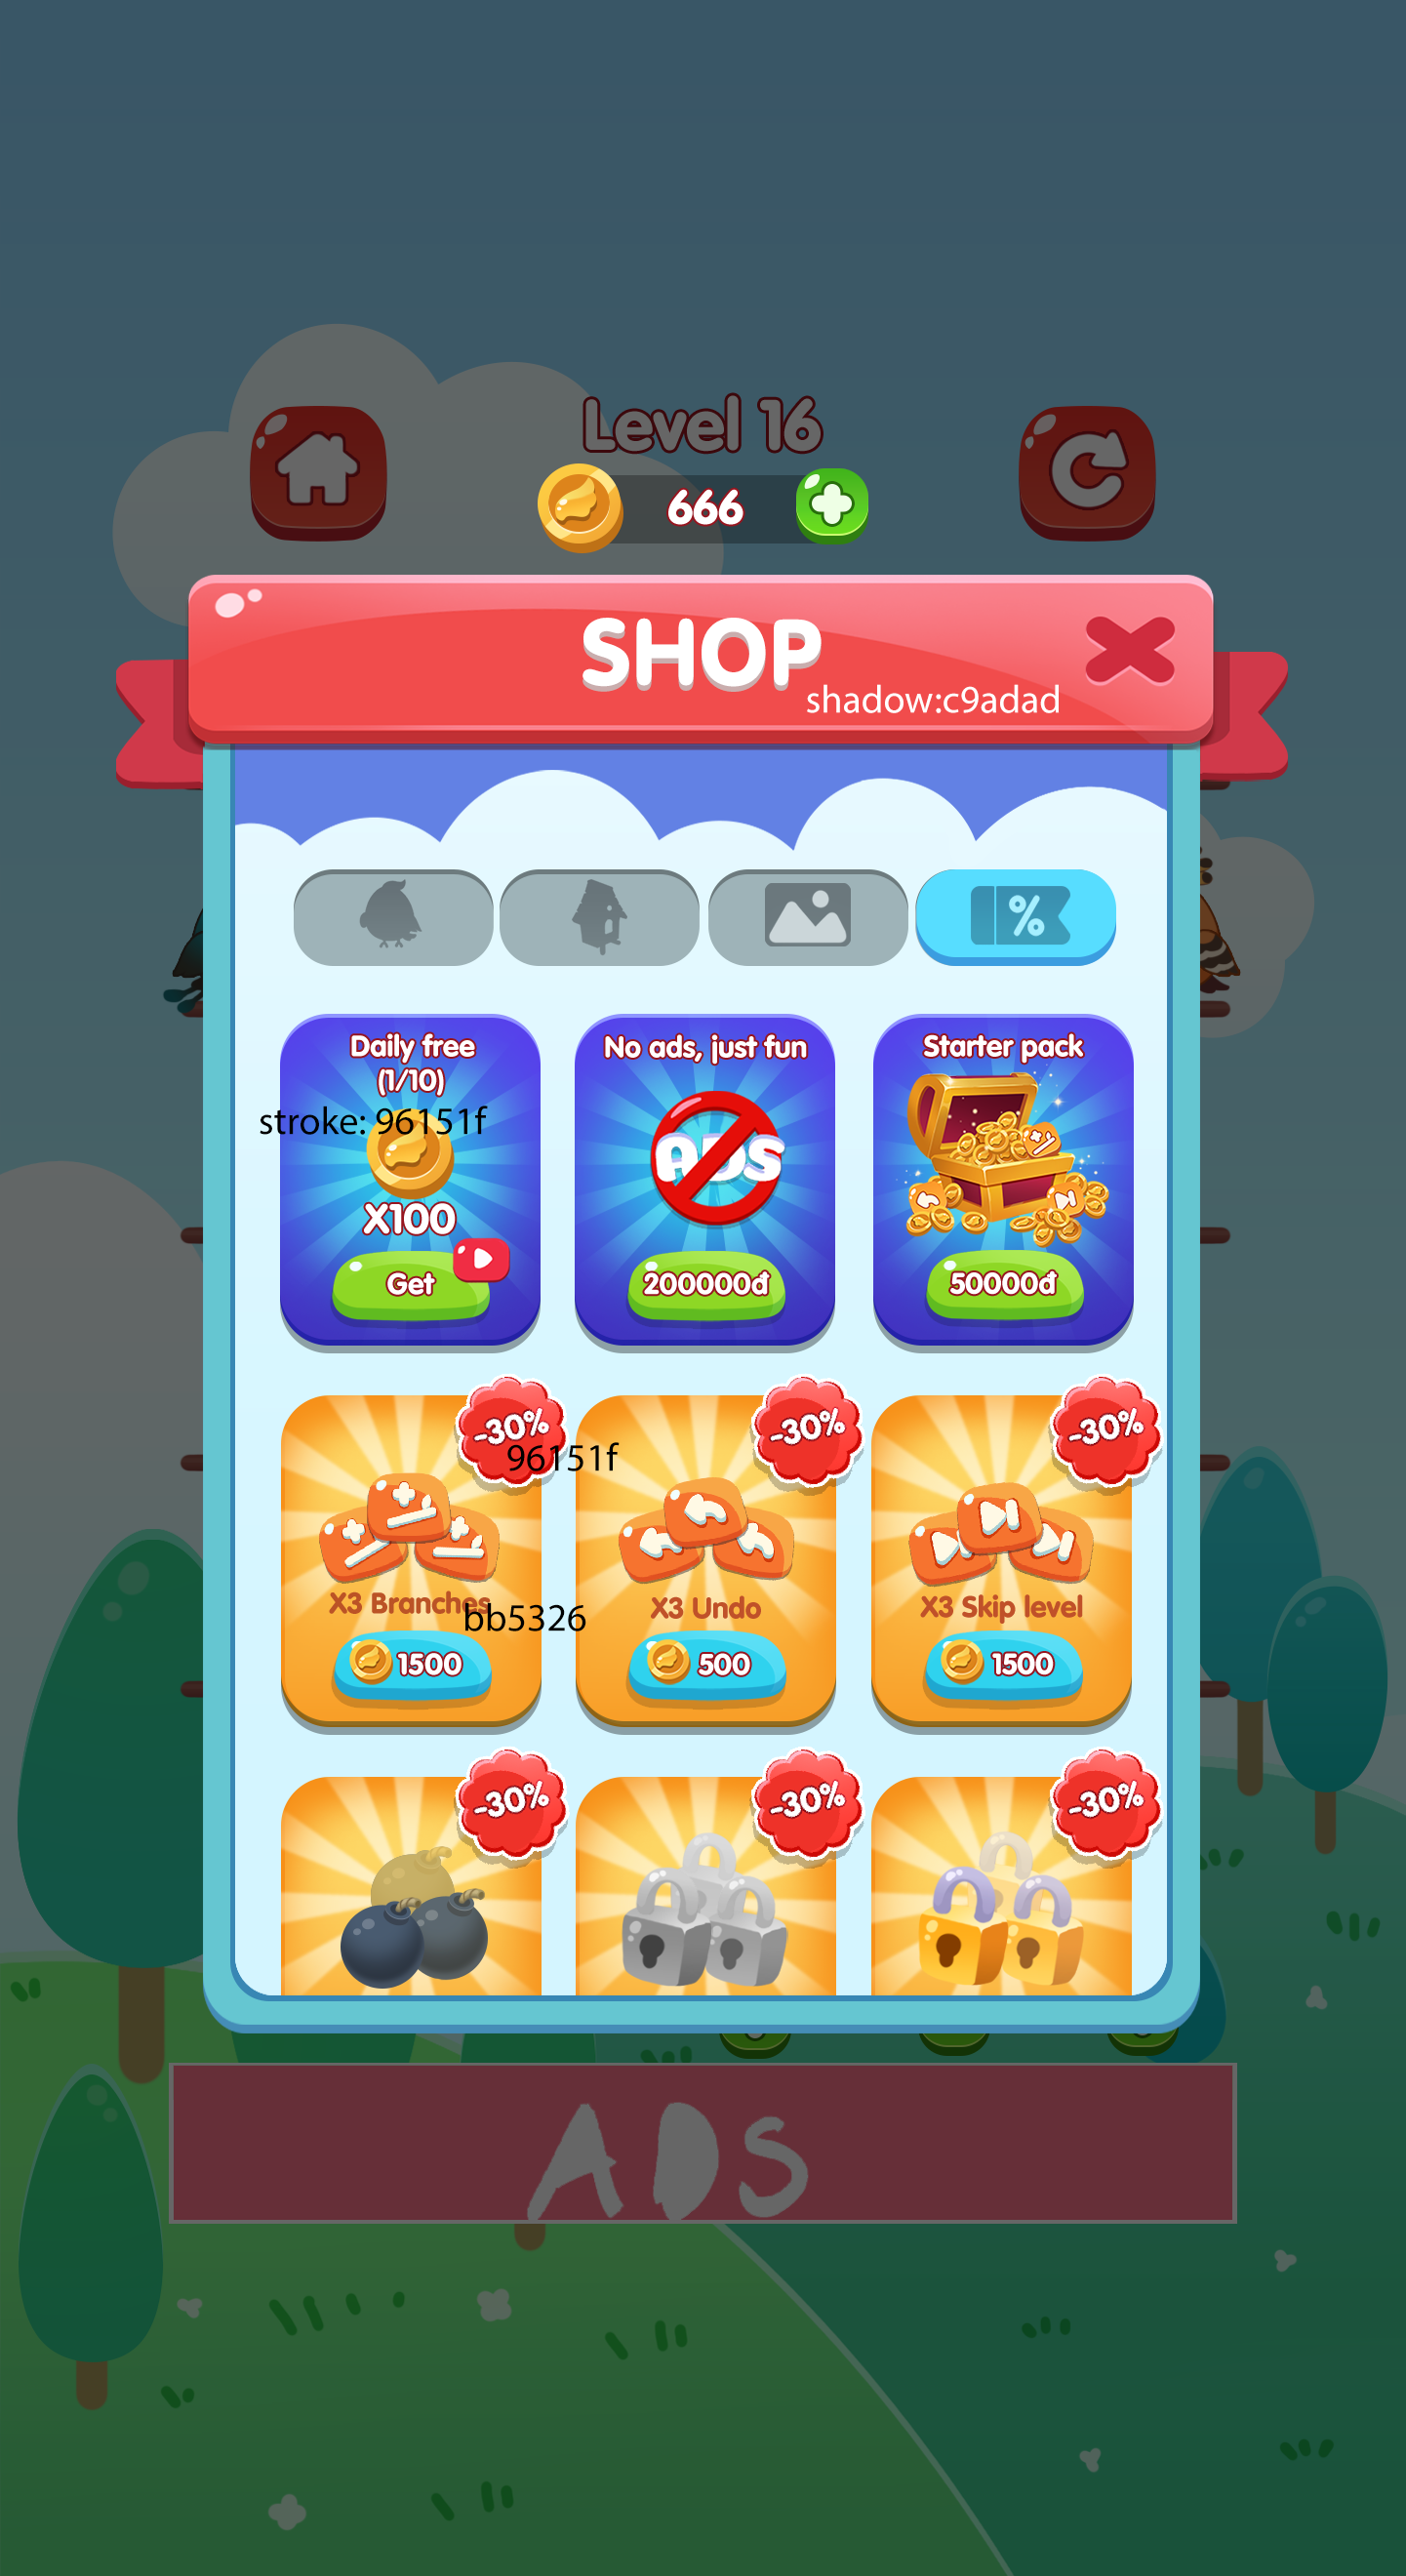 Level 16
666
SHOP
shadow:c9adad
%
Daily free
(1/10)
stroke: 96151f
X100
Get
No ads, just fun
ADS
200000đ
Starter pack
50000đ
-30%
96151f
X3 Branches
bb5326
1500
-30%
X3 Undo
500
-30%
X3 Skip level
1500
-30%
-30%
-30%
ADS